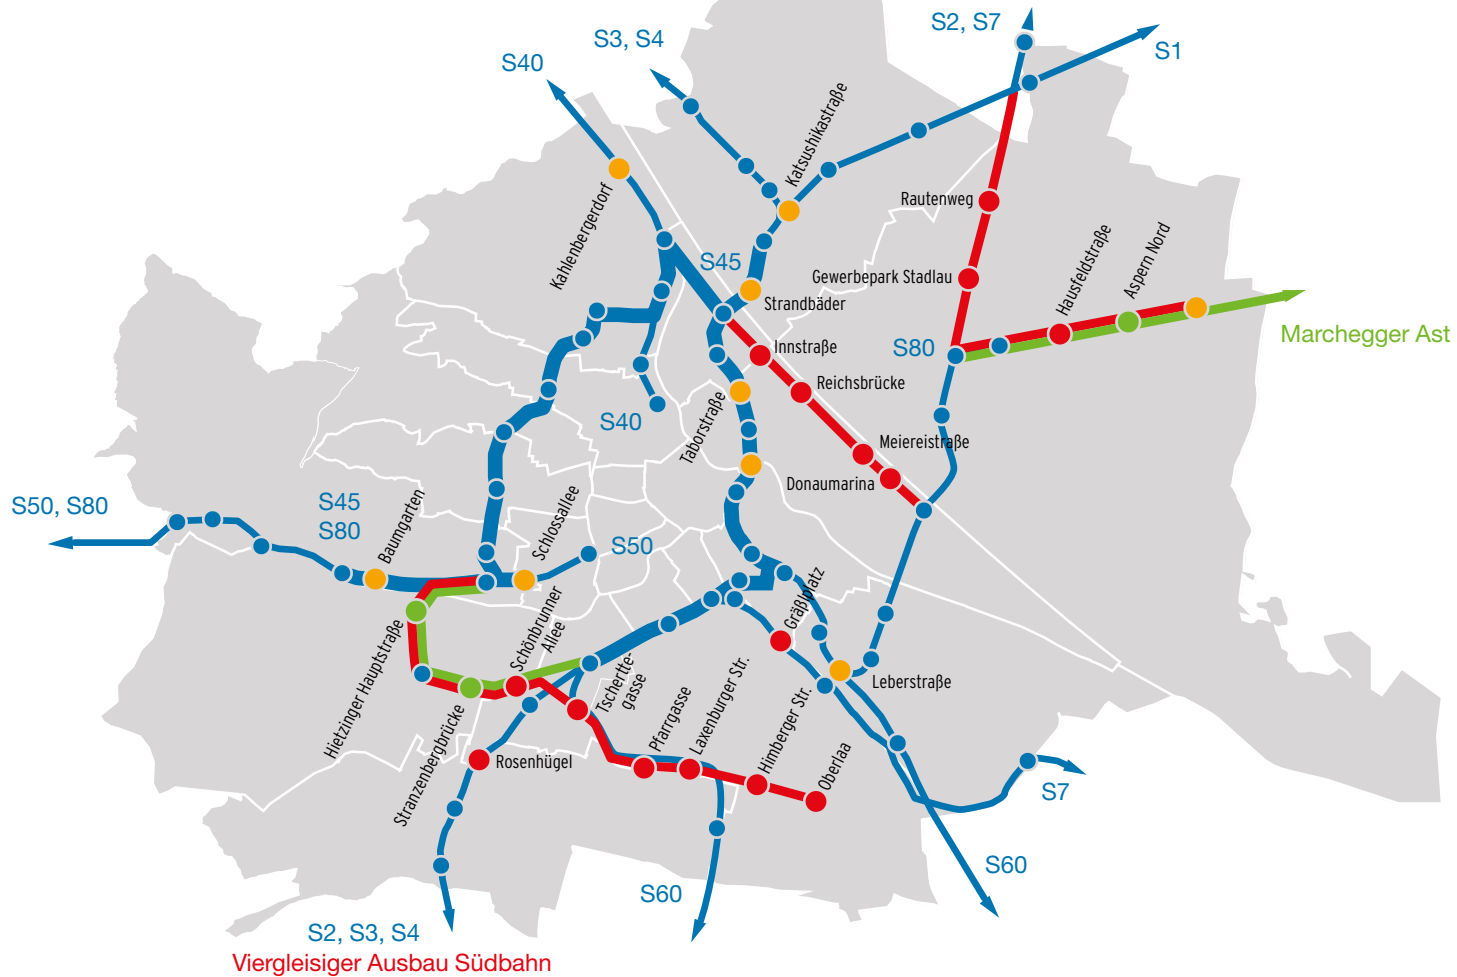 S2, S7
S3, S4
S1
S40
Katsushikastraße
Kahlenbergerdorf
Rautenweg
S45
Gewerbepark Stadlau
Hausfeldstraße
Aspern Nord
Strandbäder
Marchegger Ast
Innstraße
S80
Reichsbrücke
S40
Taborstraße
Meiereistraße
Donaumarina
S50, S80
S45
S80
Baumgarten
Schlossallee
S50
Gräßlplatz
Hietzinger Hauptstraße
Schönbrunner
Allee
Tschertte-
gasse
Leberstraße
Stranzenbergbrücke
Rosenhügel
Pfarrgasse
Laxenburger Str.
Himberger Str.
Oberlaa
S7
S60
S60
S2, S3, S4
Viergleisiger Ausbau Südbahn